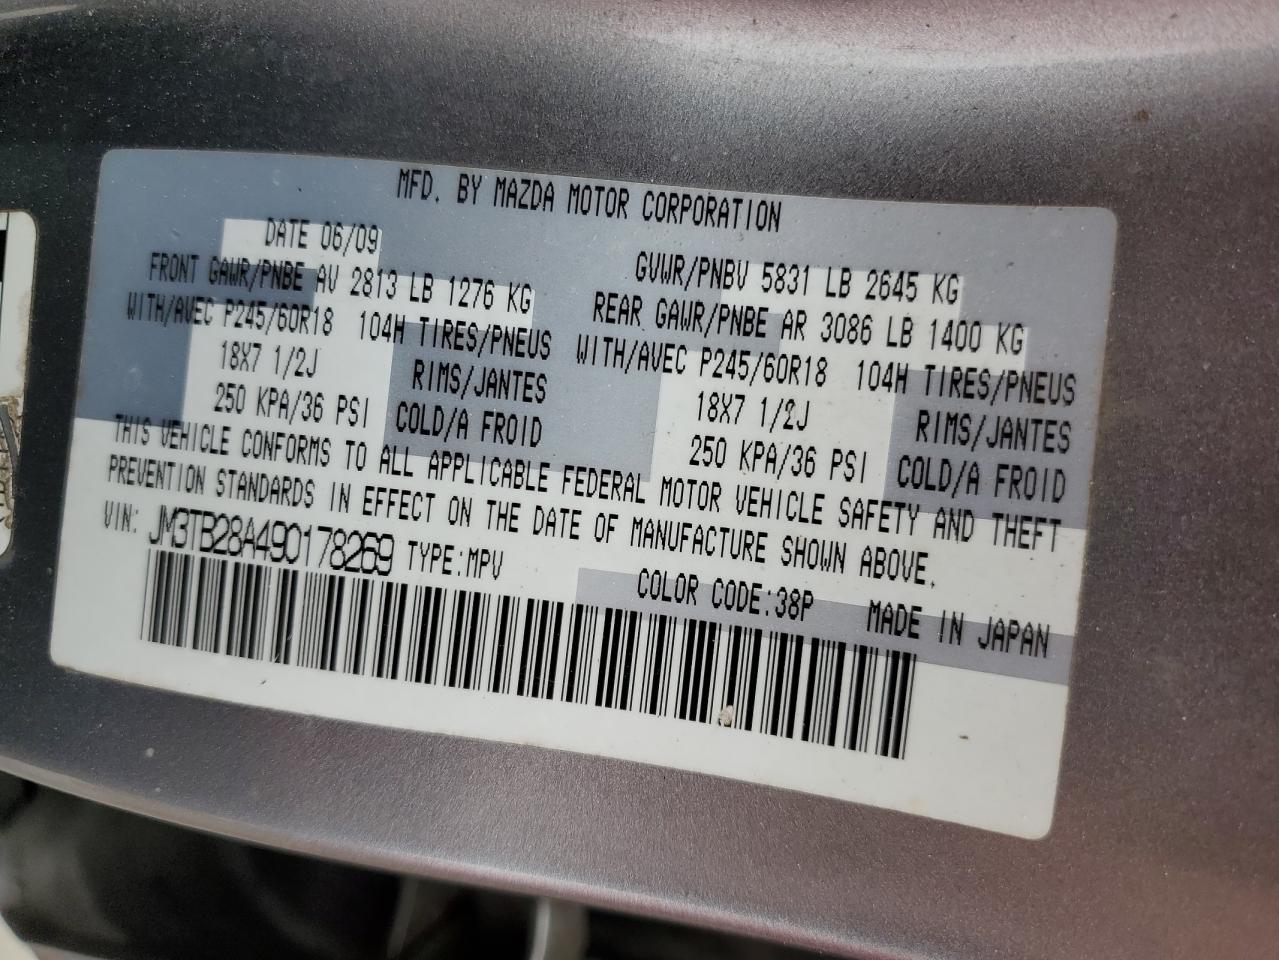 MFD. BY MAZDA MOTOR CORPORATION
DATE 06/09 GVWR/PNBV 5831 LB 2645 KG
FRONT GAWR/PNBE AV 2813 LB 1276 KG REAR GAWR/PNBE AR 3086 LB 1400 KG
WITH/AVEC P245/60R18 104H TIRES/PNEUS WITH/AVEC P245/60R18 104H TIRES/PNEUS
18X7 1/2J RIMS/JANTES 18X7 1/2J RIMS/JANTES
250 KPA/36 PSI COLD/A FROID 250 KPA/36 PSI COLD/A FROID
THIS VEHICLE CONFORMS TO ALL APPLICABLE FEDERAL MOTOR VEHICLE SAFETY AND THEFT
PREVENTION STANDARDS IN EFFECT ON THE DATE OF MANUFACTURE SHOWN ABOVE.
VIN: JM3TB28A490178269 TYPE:MPV COLOR CODE:38P MADE IN JAPAN